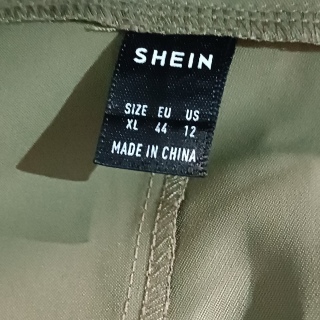 SHEIN
SIZE EU US
XL 44 12
MADE IN CHINA